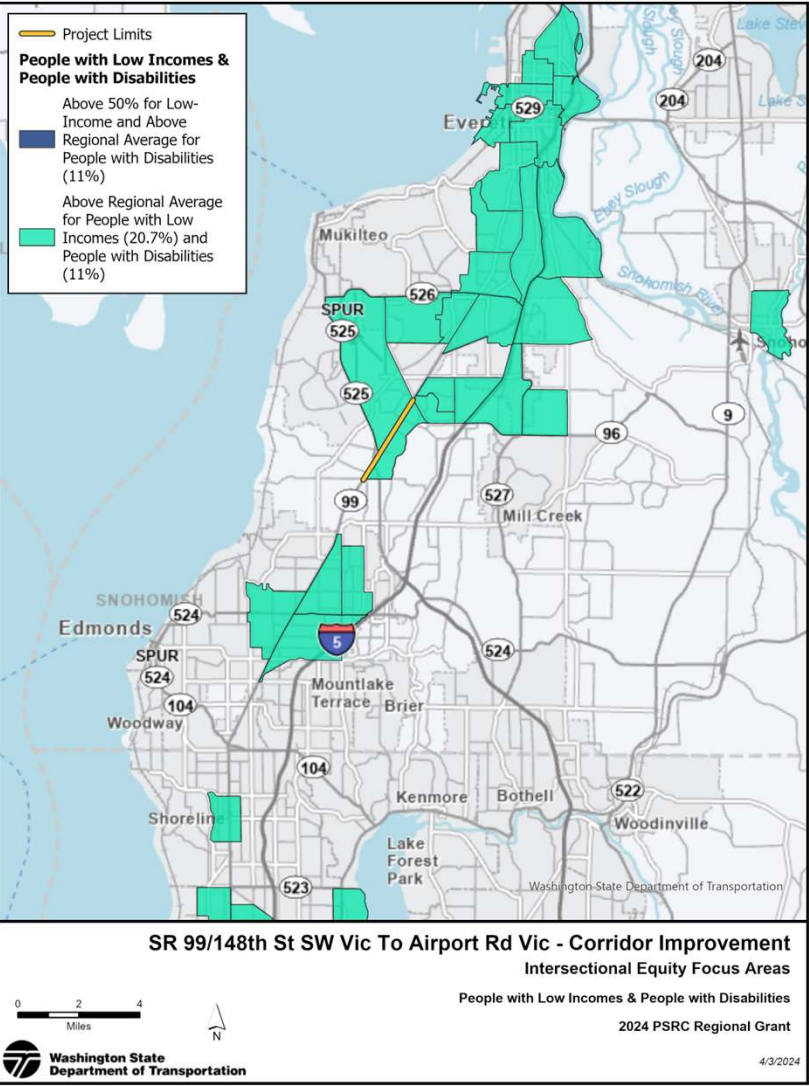 Project Limits
People with Low Incomes &
People with Disabilities
Above 50% for Low-
Income and Above
Regional Average for
People with Disabilities
(11%)
Above Regional Average
for People with Low
Incomes (20.7%) and
People with Disabilities
(11%)
Slough
Slough
204
204
529
Ebey Slough
Mukilteo
Snohomish River
526
SPUR
525
525
9
96
99
527
Mill Creek
SNOHOMISH
524
Edmonds
5
524
SPUR
524
Mountlake
Terrace
Brier
104
Woodway
104
522
Kenmore
Bothell
Shoreline
Woodinville
Lake
Forest
Park
523
Washington State Department of Transportation
SR 99/148th St SW Vic To Airport Rd Vic - Corridor Improvement
Intersectional Equity Focus Areas
People with Low Incomes & People with Disabilities
2024 PSRC Regional Grant
0 2 4
Miles
N
Washington State
Department of Transportation
4/3/2024